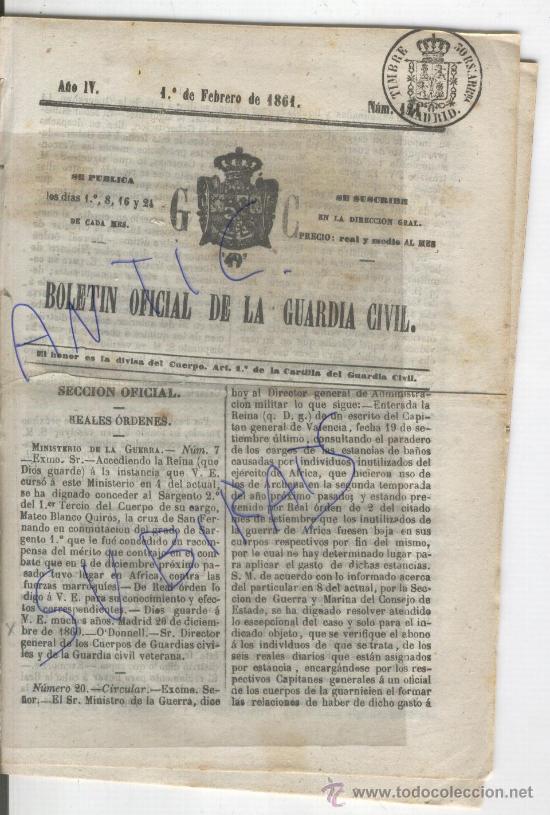 TIMBRE 50 RS. ARROBA
MADRID.
Año IV.
1.º de Febrero de 1861.
Núm.
SE PUBLICA
los dias 1.º, 8, 16 y 24
DE CADA MES.
G C
SE SUSCRIBE
EN LA DIRECCION GRAL.
PRECIO: real y medio AL MES
BOLETIN OFICIAL DE LA GUARDIA CIVIL.
El honor es la divisa del Cuerpo. Art. 1.º de la Cartilla del Guardia Civil.
SECCION OFICIAL.
REALES ÓRDENES.
MINISTERIO DE LA GUERRA.—Núm. 7
—Exmo. Sr.—Accediendo la Reina (que
Dios guarde) á la instancia que V. E.
cursó á este Ministerio en 4 del actual,
se ha dignado conceder al Sargento 2.º
del 1.er Tercio del Cuerpo de su cargo,
Mateo Blanco Quirós, la cruz de San Fer-
nando en conmutacion del grado de Sar-
gento 1.º que le fué concedido en recom-
pensa del mérito que contrajo en el com-
bate que en 9 de diciembre próximo pa-
sado tuvo lugar en Africa contra las
fuerzas marroquíes.—De Real órden lo
digo á V. E. para su conocimiento y efec-
tos correspondientes.—Dios guarde á
V. E. muchos años. Madrid 20 de diciem-
bre de 1860.—O'Donnell.—Sr. Director
general de los Cuerpos de Guardias civi-
les y de la Guardia civil veterana.
Número 20.—Circular.—Excmo. Se-
ñor:—El Sr. Ministro de la Guerra, dice
hoy al Director general de Administra-
cion militar lo que sigue:—Enterada la
Reina (q. D. g.) de un escrito del Capi-
tan general de Valencia, fecha 19 de se-
tiembre último, consultando el paradero
de los cargos de las estancias de baños
causadas por individuos inutilizados del
ejército de Africa, que hicieron uso de
los de Archena en la segunda temporada
del año próximo pasado; y estando pre-
venido por Real órden de 2 del citado
mes de setiembre que los inutilizados de
la guerra de Africa fuesen baja en sus
cuerpos respectivos por fin del mismo,
por lo cual no hay determinado lugar pa-
ra aplicar el gasto de dichas estancias.
S. M. de acuerdo con lo informado acerca
del particular en 8 del actual, por la Sec-
cion de Guerra y Marina del Consejo de
Estado, se ha dignado resolver atendido
lo escepcional del caso y solo para el in-
dicado objeto, que se verifique el abono
á los individuos de que se trata, de los
seis reales diarios que están asignados
por estancia, encargándose por los res-
pectivos Capitanes generales á un oficial
de los cuerpos de la guarnicion el formar
las relaciones de haber de dicho gasto á
ANTIC.
SUBIRATS
todocoleccion
www.todocoleccion.net